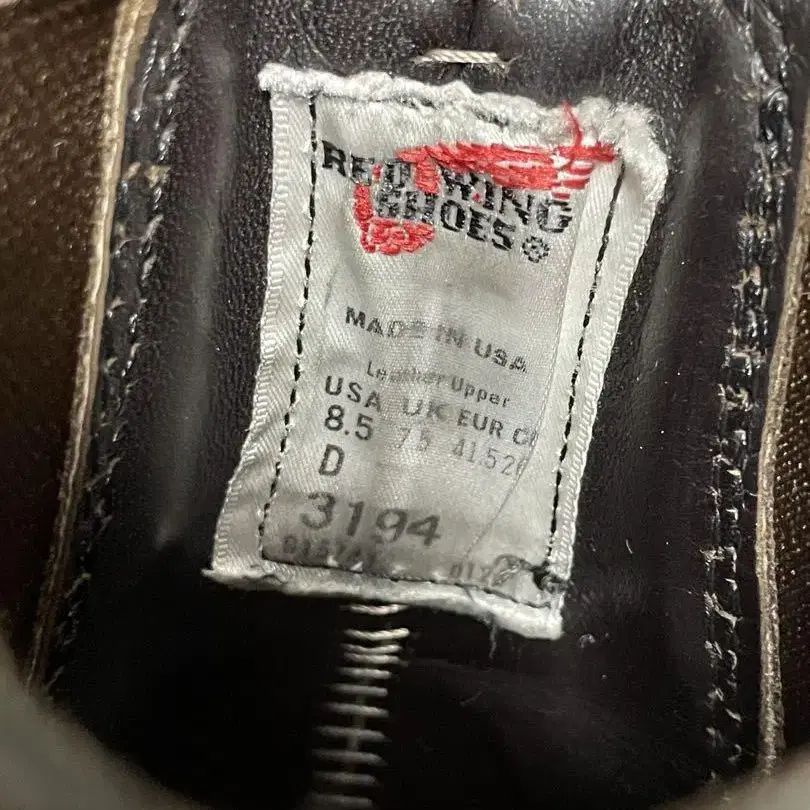 RED WING
SHOES®
MADE IN USA
Leather Upper
USA UK EUR
8.5 7.5 41.5
D
3194